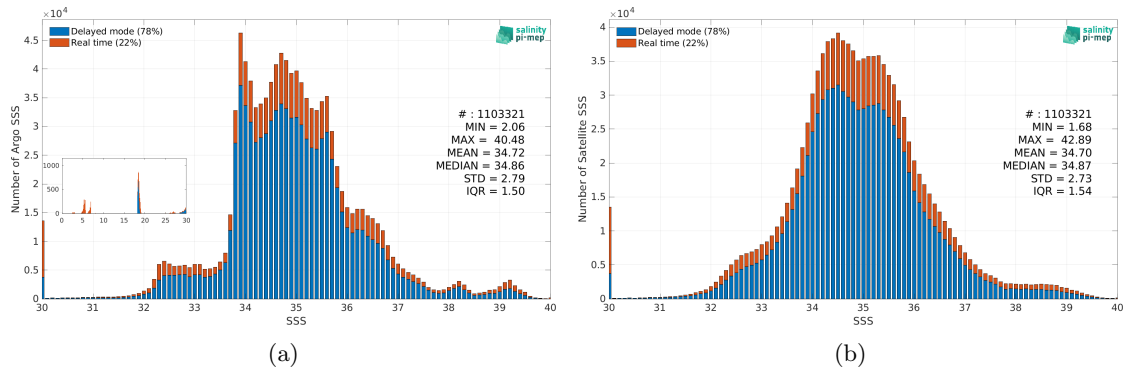 ×10^4
4.5
4
3.5
3
2.5
2
1.5
1
0.5
0
Number of Argo SSS
Delayed mode (78%)
Real time (22%)
salinity
pi-mep
# : 1103321
MIN = 2.06
MAX = 40.48
MEAN = 34.72
MEDIAN = 34.86
STD = 2.79
IQR = 1.50
1000
500
0
0 5 10 15 20 25 30
30 31 32 33 34 35 36 37 38 39 40
SSS
(a)
×10^4
4
3.5
3
2.5
2
1.5
1
0.5
0
Number of Satellite SSS
Delayed mode (78%)
Real time (22%)
salinity
pi-mep
# : 1103321
MIN = 1.68
MAX = 42.89
MEAN = 34.70
MEDIAN = 34.87
STD = 2.73
IQR = 1.54
30 31 32 33 34 35 36 37 38 39 40
SSS
(b)